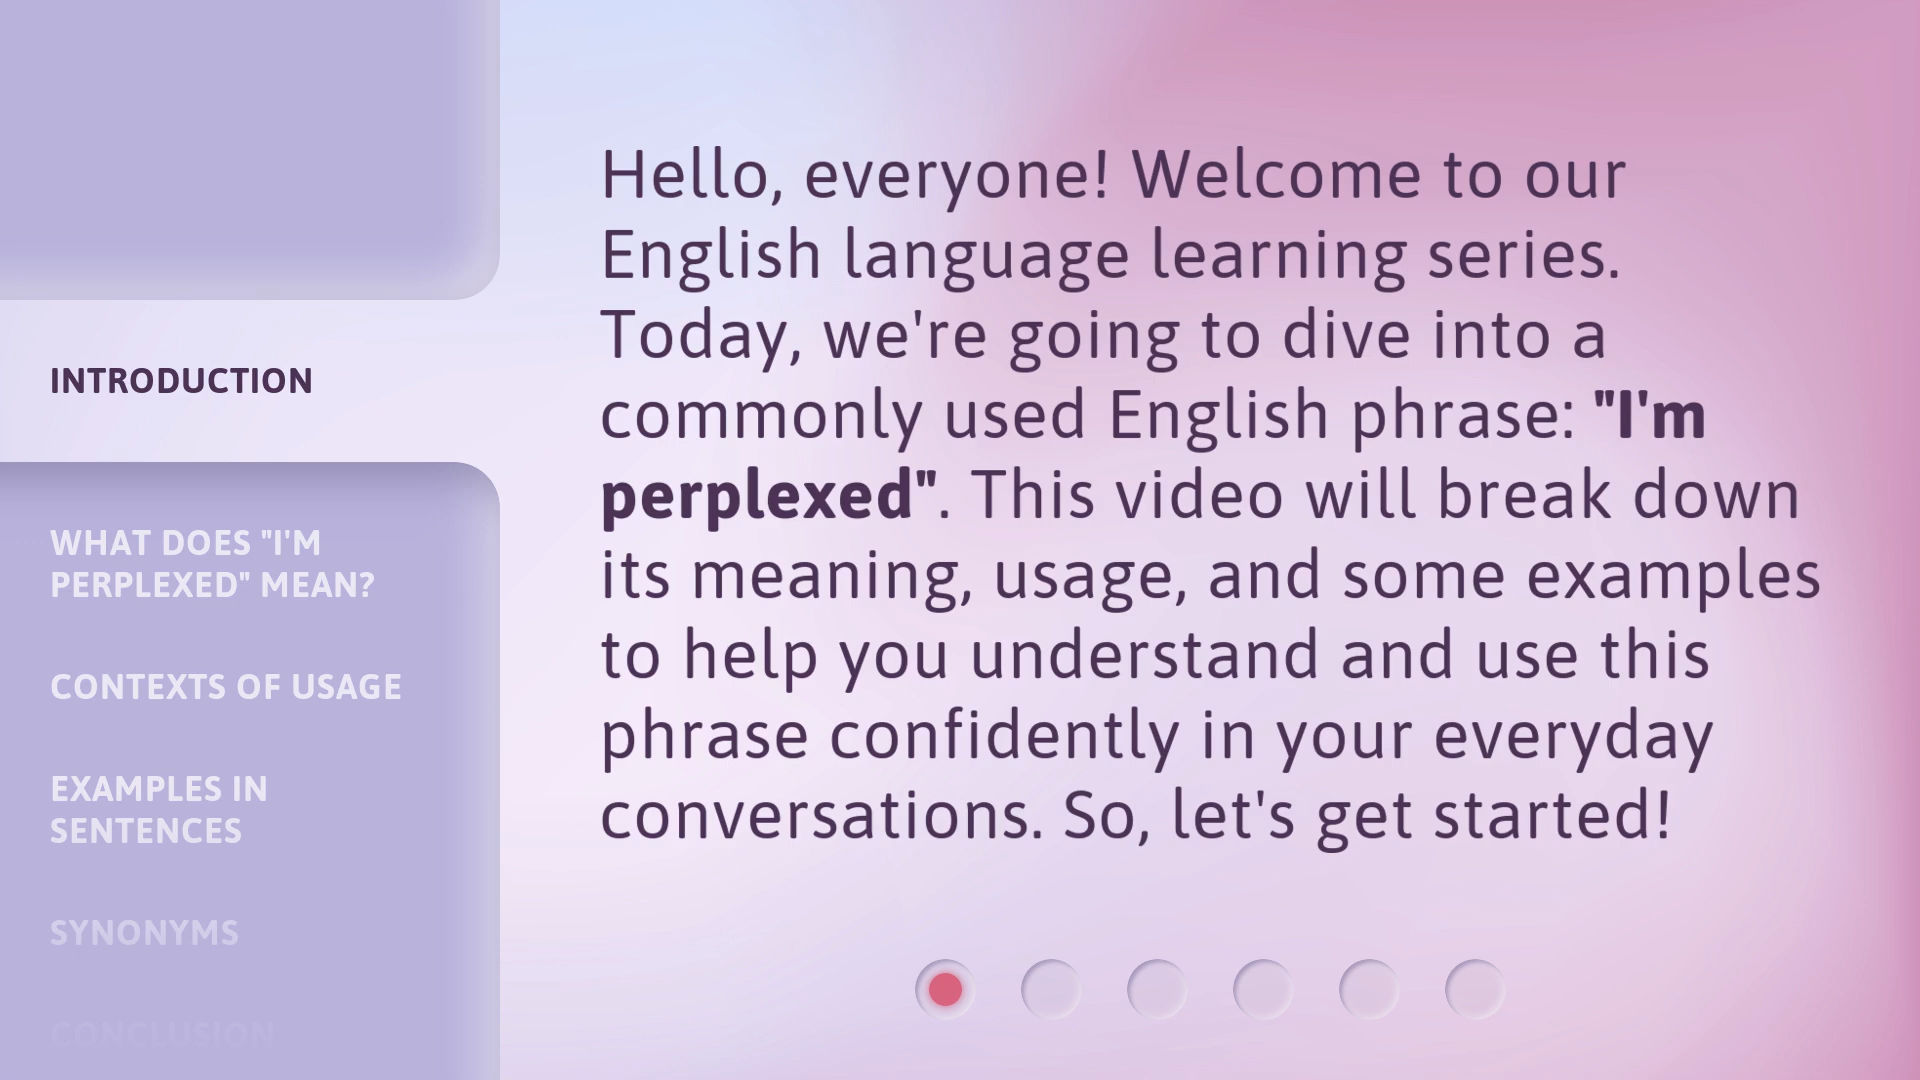 INTRODUCTION
WHAT DOES "I'M
PERPLEXED" MEAN?
CONTEXTS OF USAGE
EXAMPLES IN
SENTENCES
SYNONYMS
CONCLUSION
Hello, everyone! Welcome to our
English language learning series.
Today, we're going to dive into a
commonly used English phrase: "I'm
perplexed". This video will break down
its meaning, usage, and some examples
to help you understand and use this
phrase confidently in your everyday
conversations. So, let's get started!